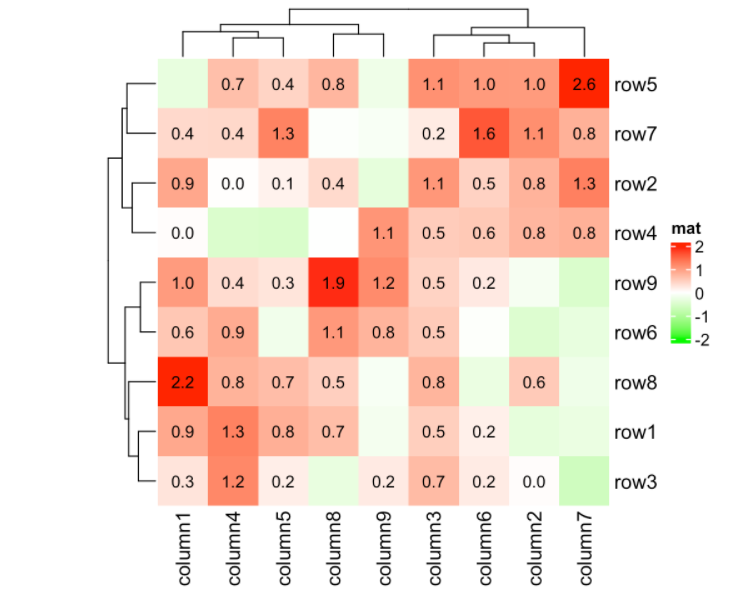 0.7 0.4 0.8 1.1 1.0 1.0 2.6 row5
0.4 0.4 1.3 0.2 1.6 1.1 0.8 row7
0.9 0.0 0.1 0.4 1.1 0.5 0.8 1.3 row2
0.0 1.1 0.5 0.6 0.8 0.8 row4
1.0 0.4 0.3 1.9 1.2 0.5 0.2 row9
0.6 0.9 1.1 0.8 0.5 row6
2.2 0.8 0.7 0.5 0.8 0.6 row8
0.9 1.3 0.8 0.7 0.5 0.2 row1
0.3 1.2 0.2 0.2 0.7 0.2 0.0 row3
column1 column4 column5 column8 column9 column3 column6 column2 column7
mat
2
1
0
-1
-2